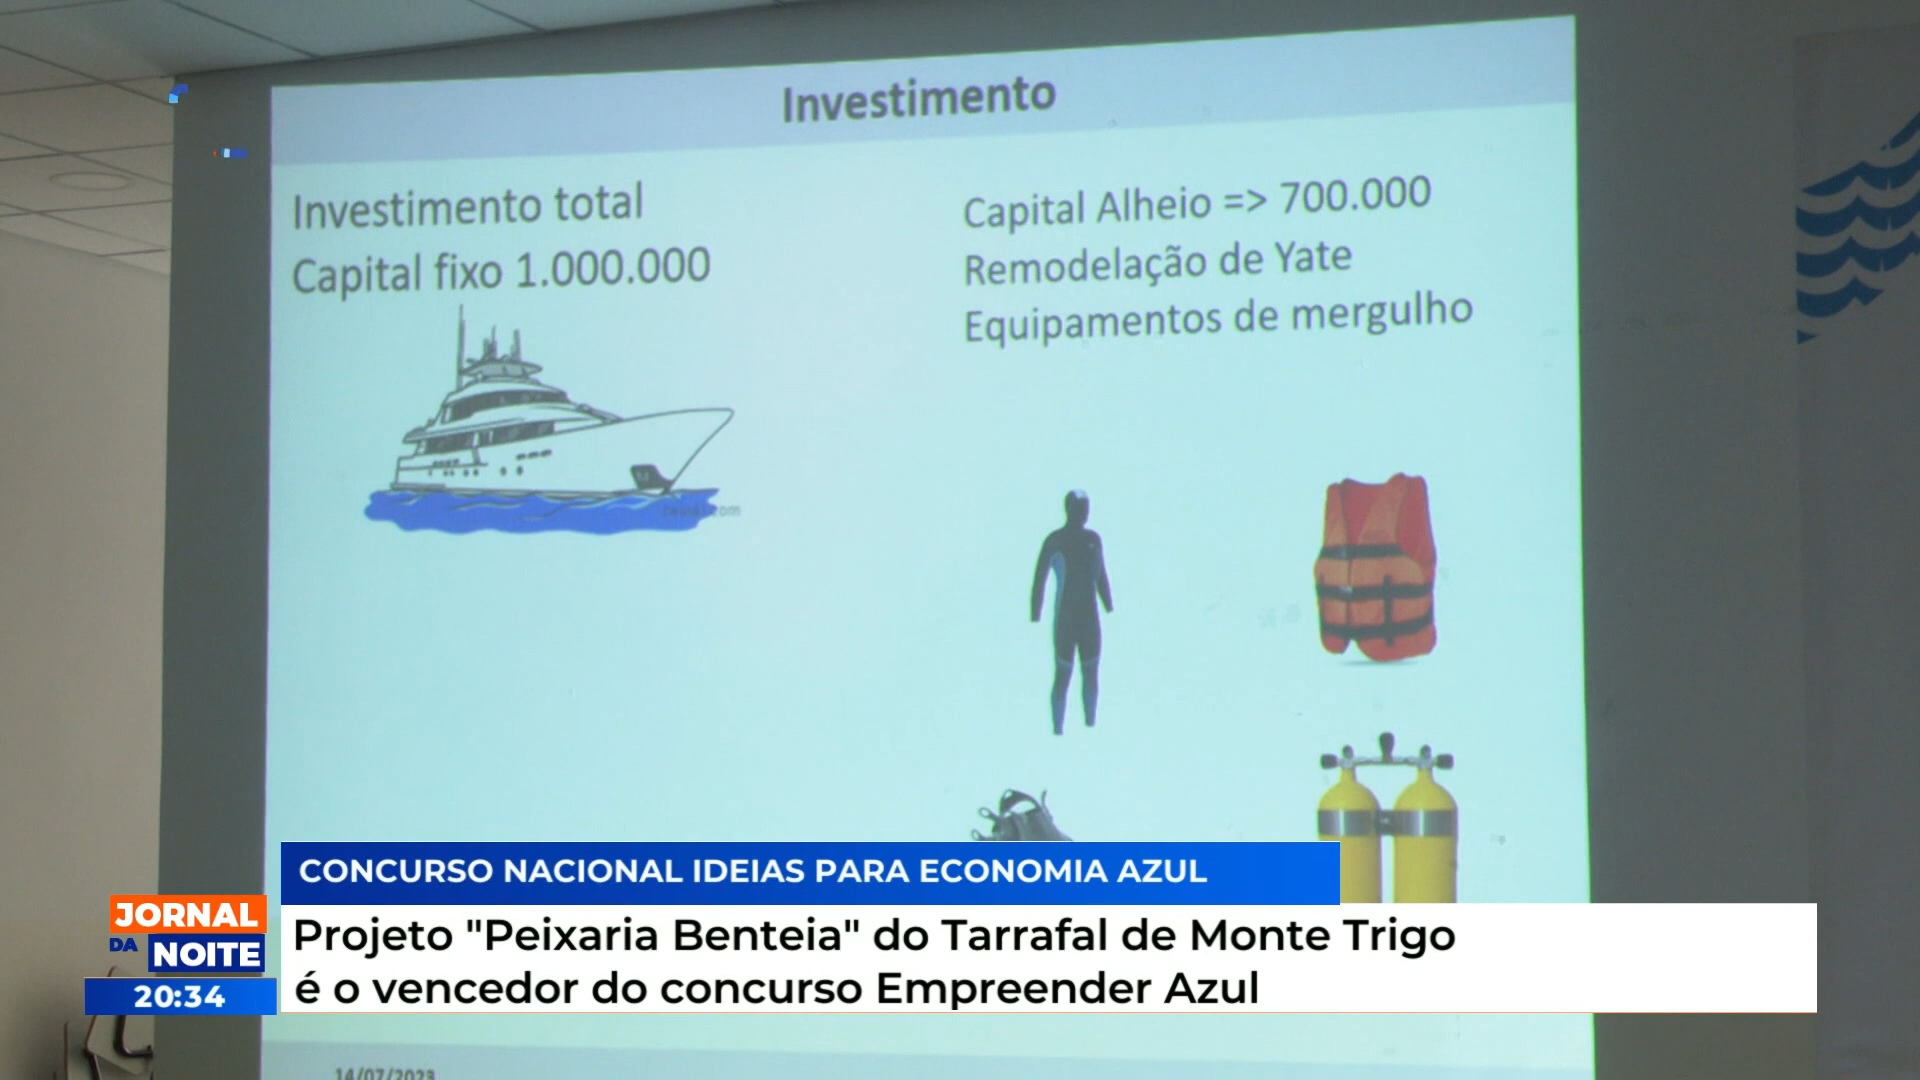 Investimento
Investimento total
Capital fixo 1.000.000
Capital Alheio => 700.000
Remodelação de Yate
Equipamentos de mergulho
CONCURSO NACIONAL IDEIAS PARA ECONOMIA AZUL
Projeto "Peixaria Benteia" do Tarrafal de Monte Trigo
é o vencedor do concurso Empreender Azul
JORNAL
DA NOITE
20:34
14/07/2023